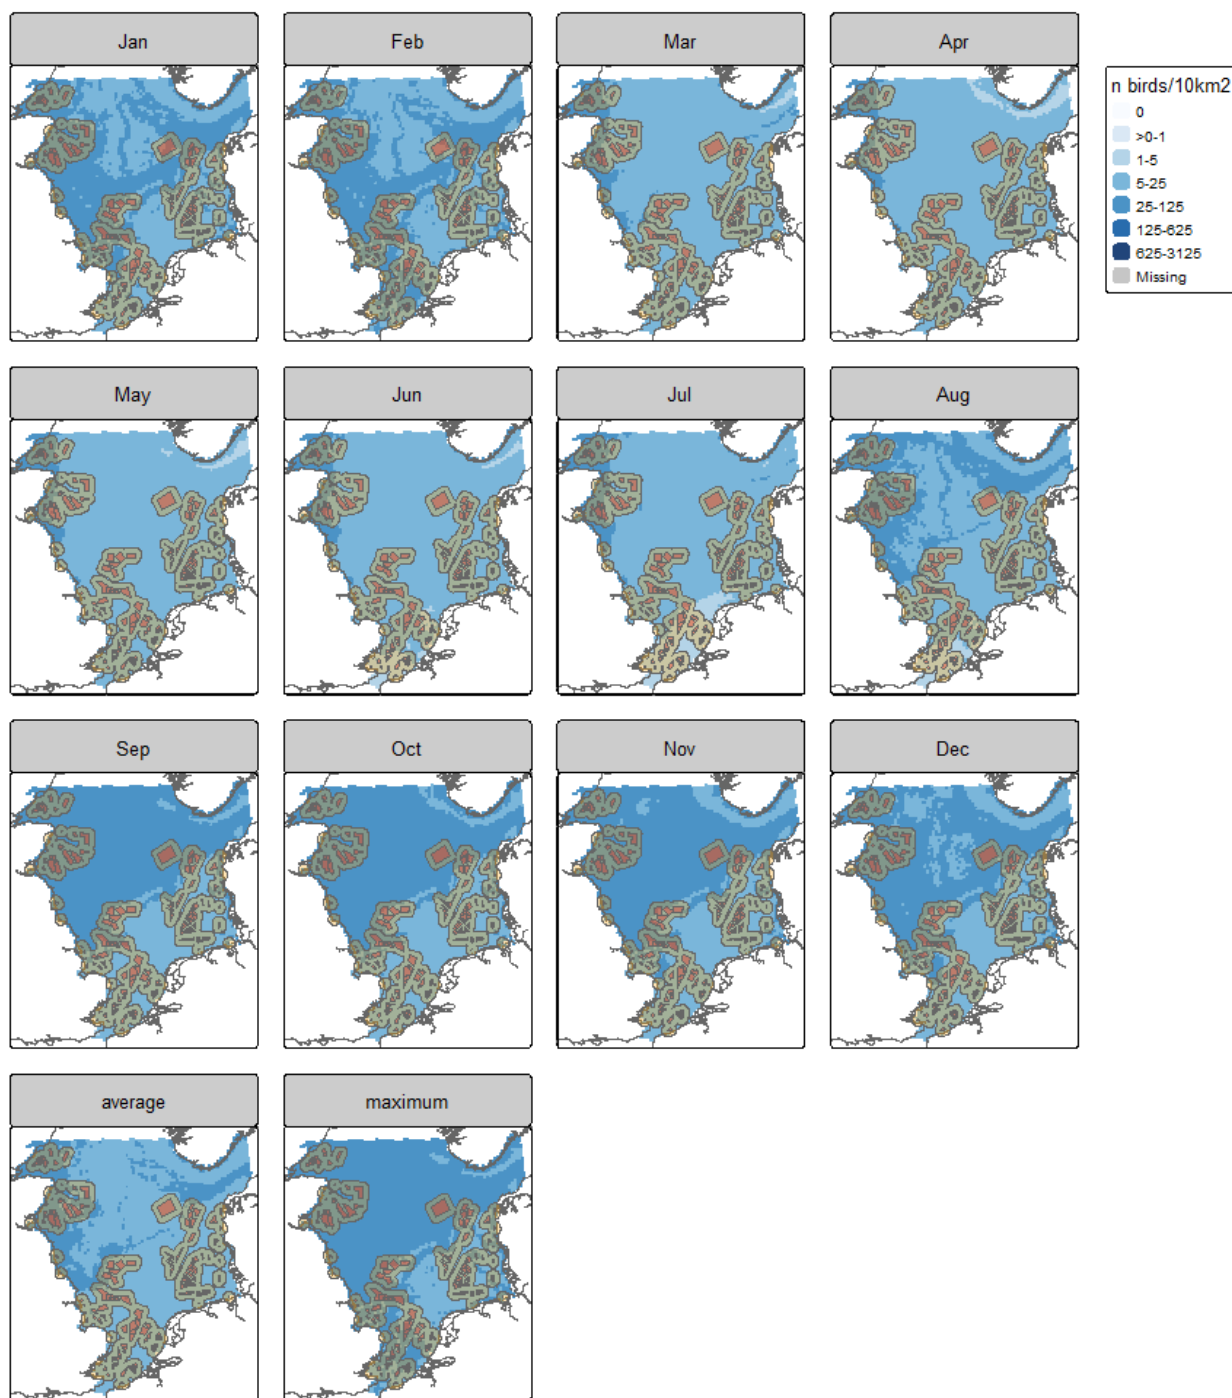 Jan
Feb
Mar
Apr
n birds/10km2
0
>0-1
1-5
5-25
25-125
125-625
625-3125
Missing
May
Jun
Jul
Aug
Sep
Oct
Nov
Dec
average
maximum